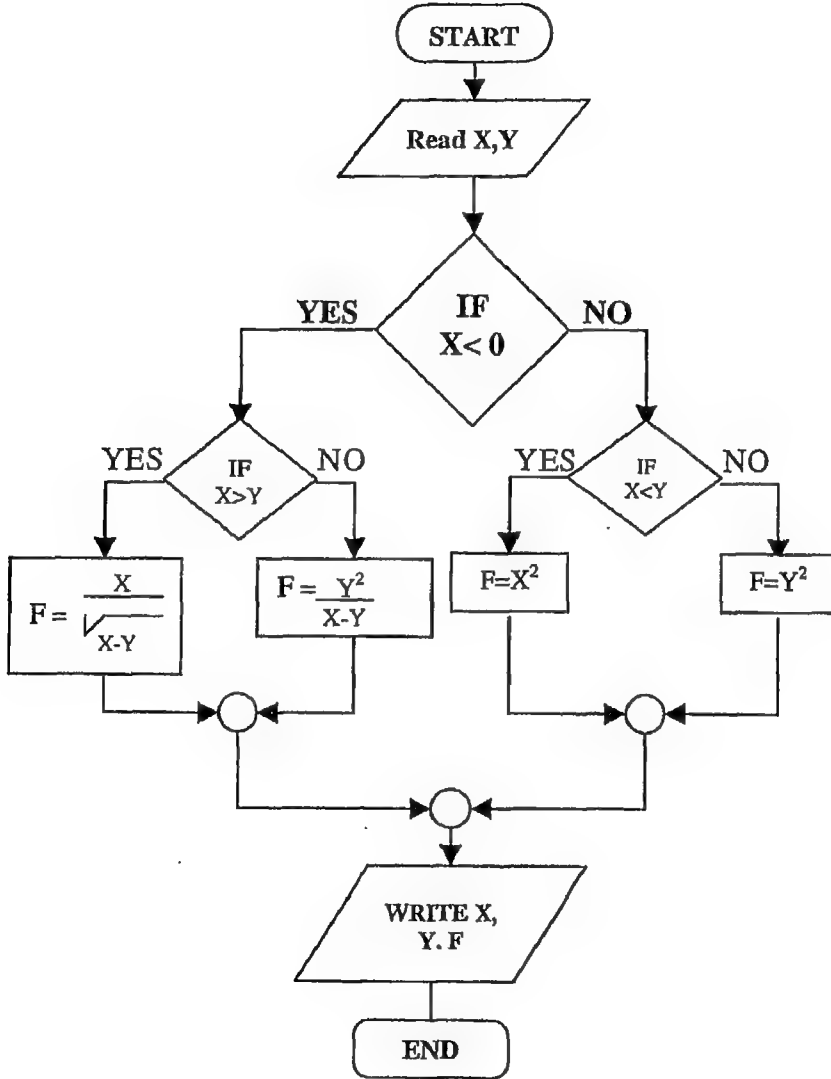 START
Read X,Y
IF
X< 0
YES
NO
IF
X>Y
YES
NO
IF
X<Y
YES
NO
F = X
√
X-Y
F = Y²
X-Y
F=X²
F=Y²
WRITE X,
Y. F
END